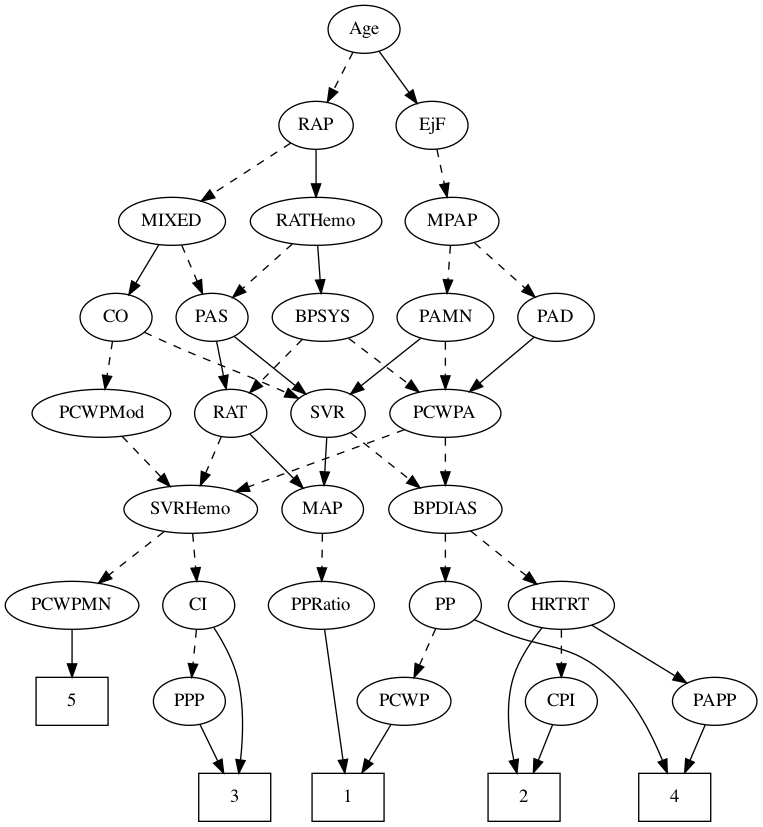 Age
RAP
EjF
MIXED
RATHemo
MPAP
CO
PAS
BPSYS
PAMN
PAD
PCWPMod
RAT
SVR
PCWPA
SVRHemo
MAP
BPDIAS
PCWPMN
CI
PPRatio
PP
HRTRT
5
PPP
PCWP
CPI
PAPP
3
1
2
4